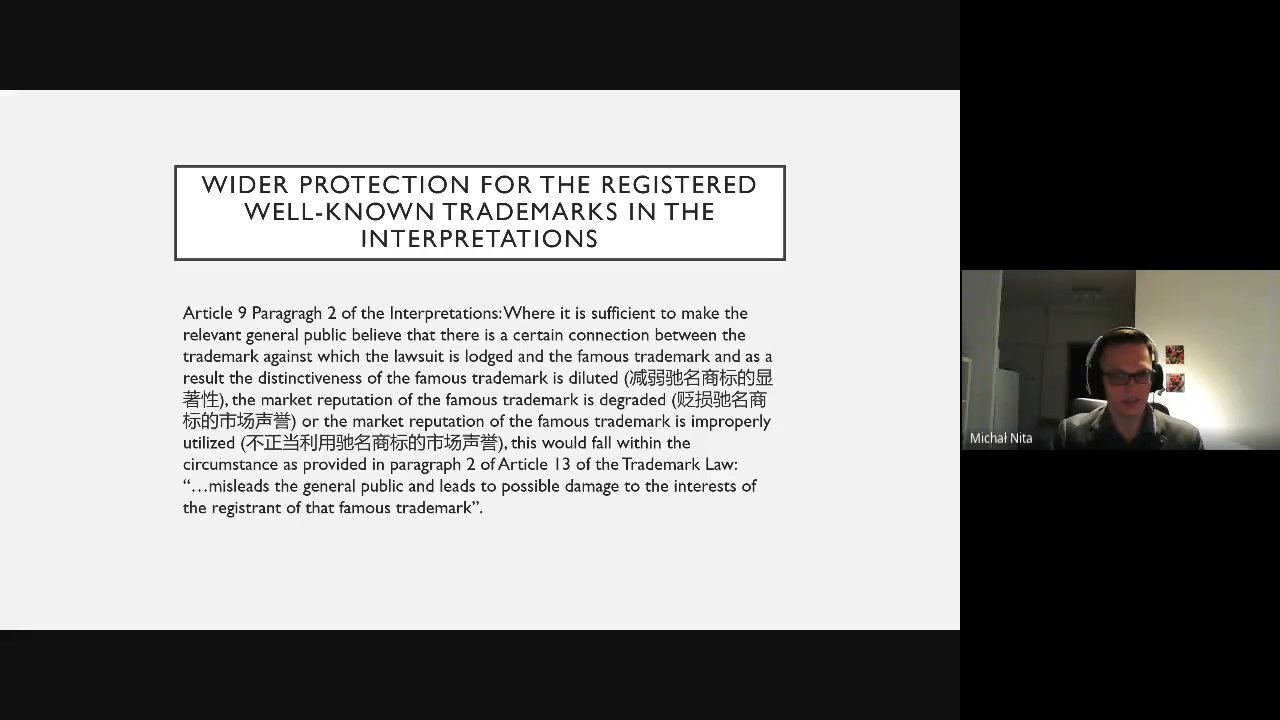 WIDER PROTECTION FOR THE REGISTERED
WELL-KNOWN TRADEMARKS IN THE
INTERPRETATIONS
Article 9 Paragragh 2 of the Interpretations: Where it is sufficient to make the
relevant general public believe that there is a certain connection between the
trademark against which the lawsuit is lodged and the famous trademark and as a
result the distinctiveness of the famous trademark is diluted (减弱驰名商标的显
著性), the market reputation of the famous trademark is degraded (贬损驰名商
标的市场声誉) or the market reputation of the famous trademark is improperly
utilized (不正当利用驰名商标的市场声誉), this would fall within the
circumstance as provided in paragraph 2 of Article 13 of the Trademark Law:
“…misleads the general public and leads to possible damage to the interests of
the registrant of that famous trademark”.
Michał Nita